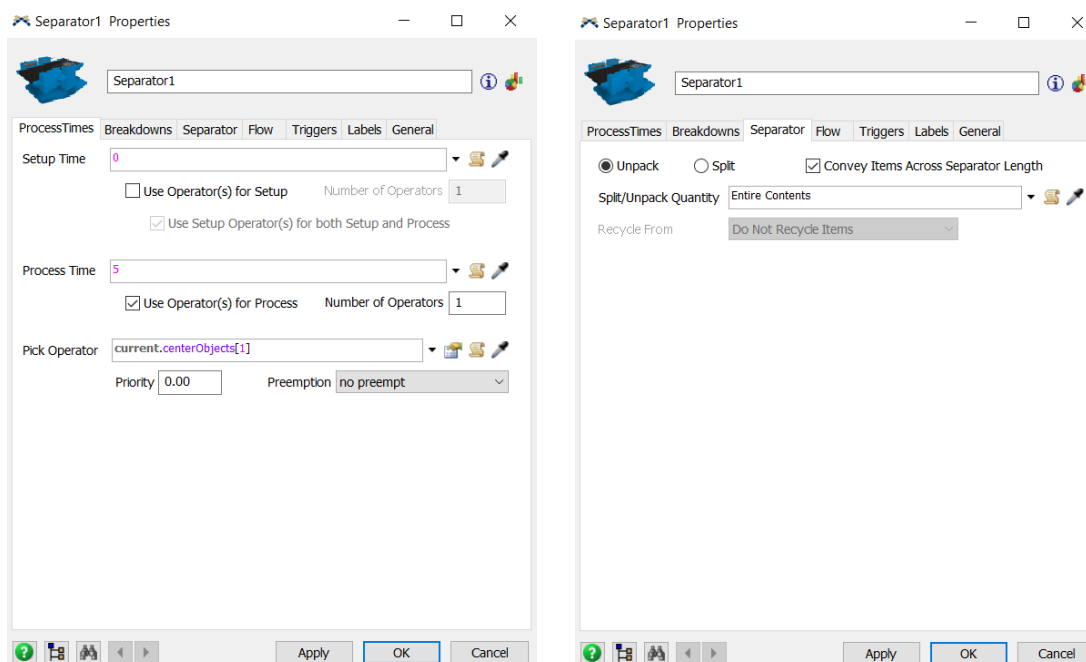 Separator1 Properties
Separator1
ProcessTimes Breakdowns Separator Flow Triggers Labels General
Setup Time 0
Use Operator(s) for Setup Number of Operators 1
Use Setup Operator(s) for both Setup and Process
Process Time 5
Use Operator(s) for Process Number of Operators 1
Pick Operator current.centerObjects[1]
Priority 0.00 Preemption no preempt
Apply OK Cancel
Separator1 Properties
Separator1
ProcessTimes Breakdowns Separator Flow Triggers Labels General
Unpack Split Convey Items Across Separator Length
Split/Unpack Quantity Entire Contents
Recycle From Do Not Recycle Items
Apply OK Cancel